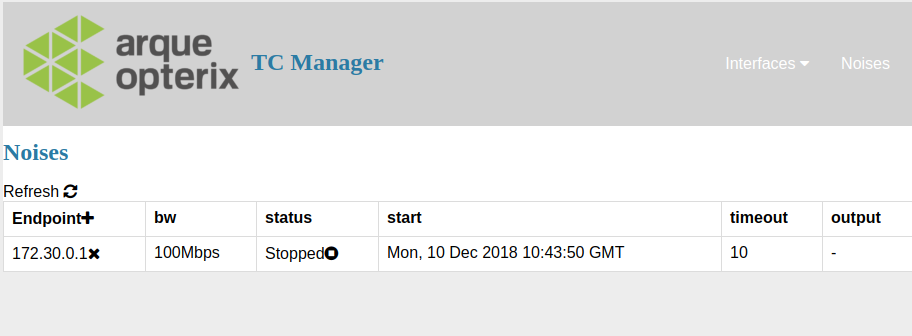 arque
opterix
TC Manager
Interfaces
Noises
Noises
Refresh
Endpoint bw status start timeout output
172.30.0.1 100Mbps Stopped Mon, 10 Dec 2018 10:43:50 GMT 10 -